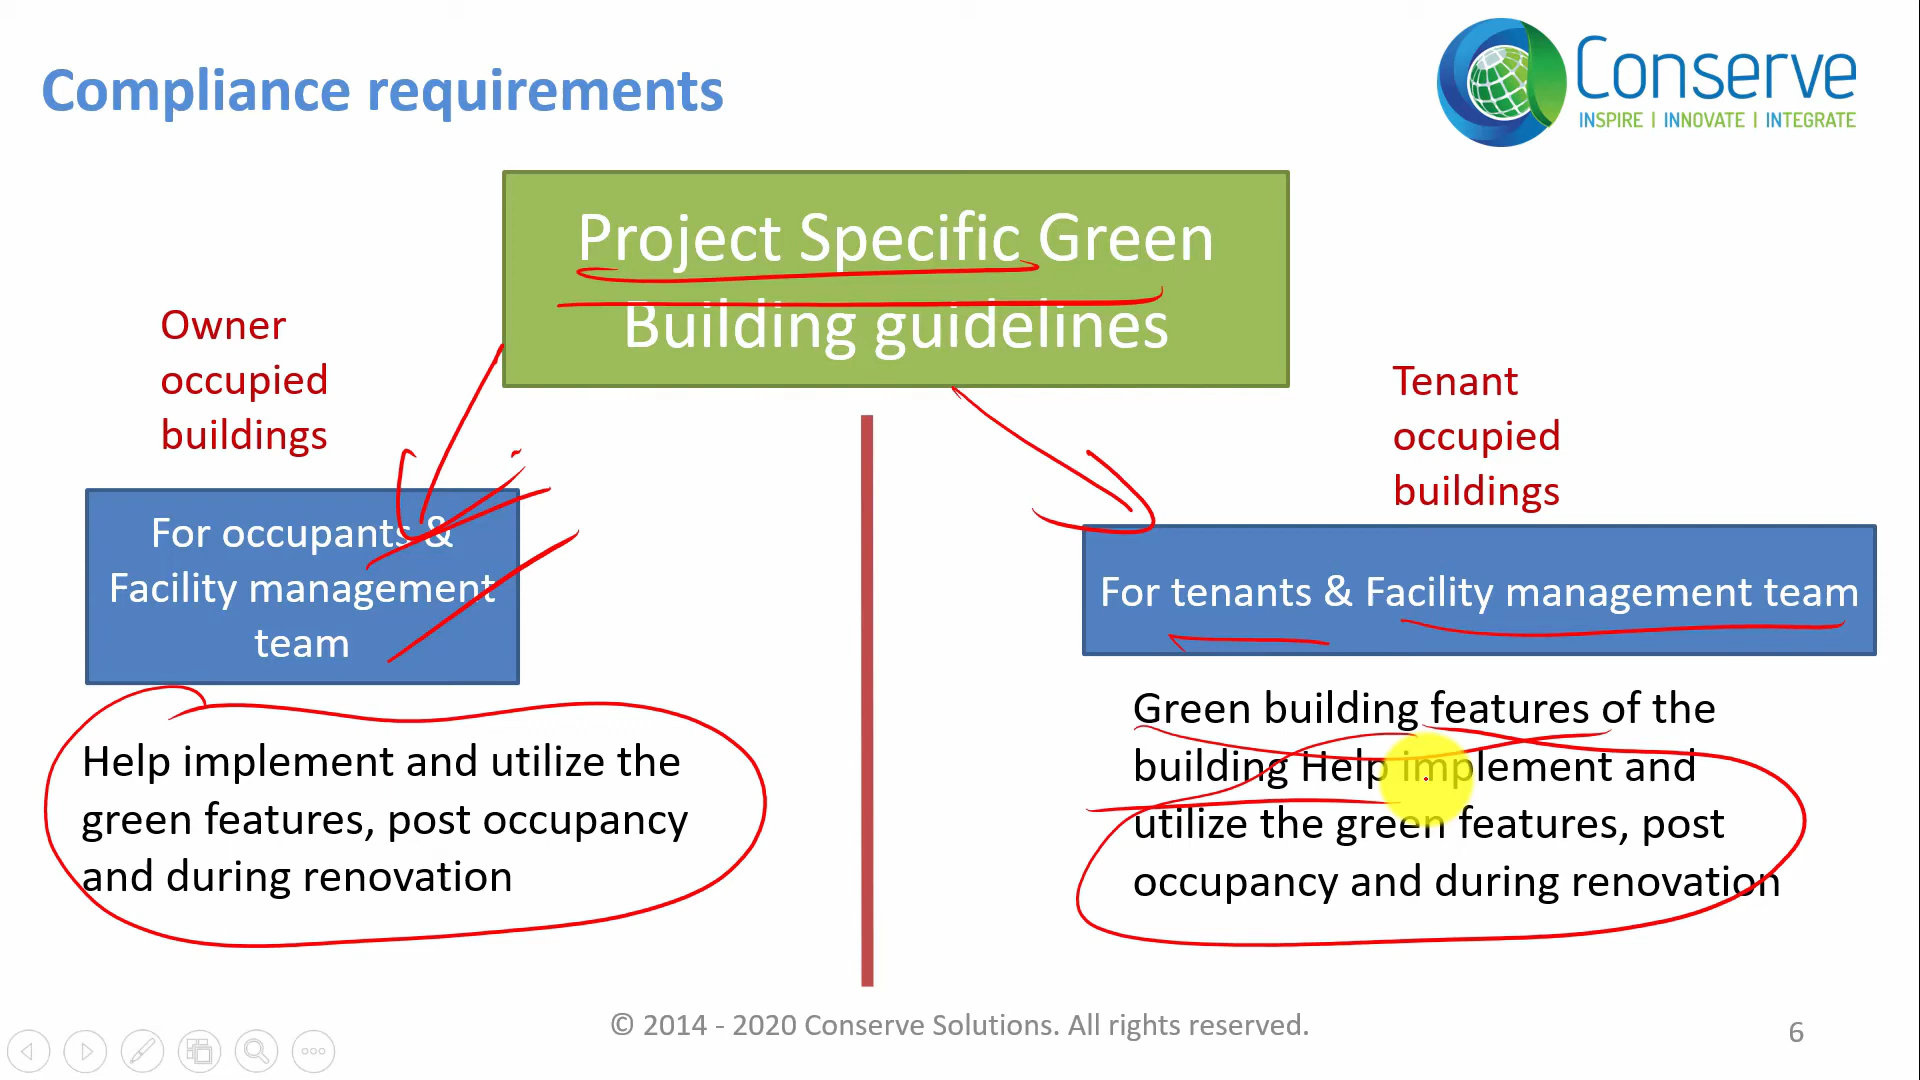 Compliance requirements
Conserve
INSPIRE | INNOVATE | INTEGRATE
Project Specific Green
Building guidelines
Owner
occupied
buildings
For occupants &
Facility management
team
Help implement and utilize the
green features, post occupancy
and during renovation
Tenant
occupied
buildings
For tenants & Facility management team
Green building features of the
building Help implement and
utilize the green features, post
occupancy and during renovation
© 2014 - 2020 Conserve Solutions. All rights reserved.
6